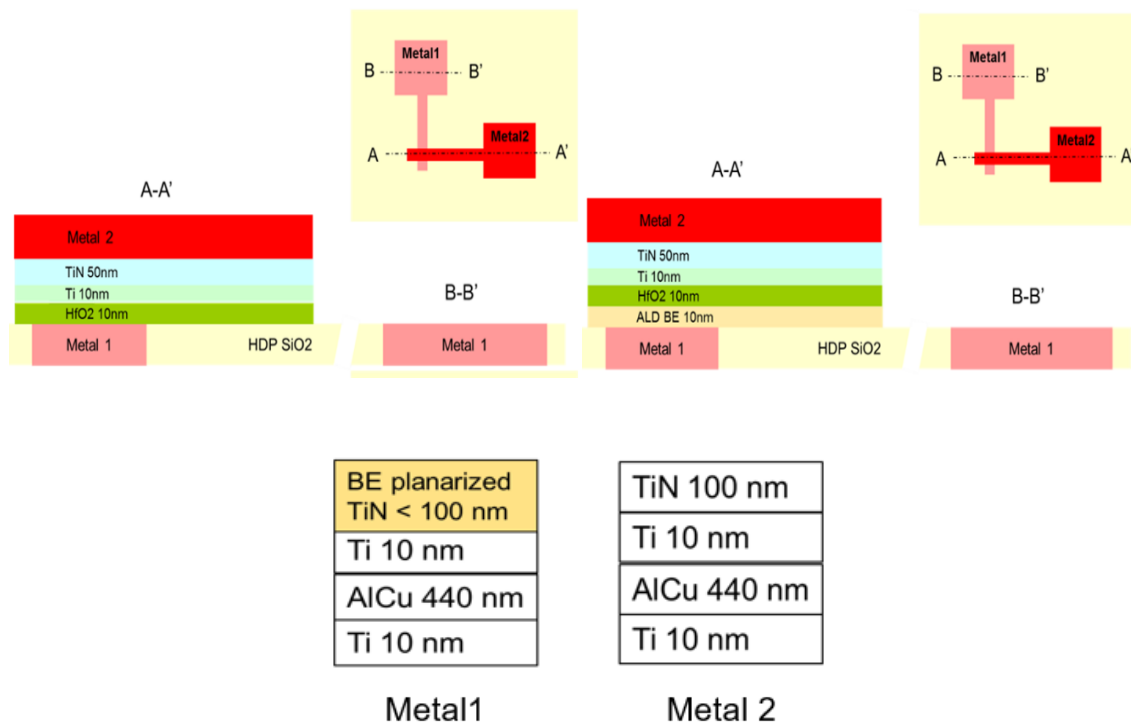 Metal1
B
B'
Metal2
A
A'
A-A'
Metal 2
TiN 50nm
Ti 10nm
HfO2 10nm
Metal 1
HDP SiO2
B-B'
Metal 1
Metal1
B
B'
Metal2
A
A
A-A'
Metal 2
TiN 50nm
Ti 10nm
HfO2 10nm
ALD BE 10nm
Metal 1
HDP SiO2
B-B'
Metal 1
BE planarized
TiN < 100 nm
Ti 10 nm
AlCu 440 nm
Ti 10 nm
Metal1
TiN 100 nm
Ti 10 nm
AlCu 440 nm
Ti 10 nm
Metal 2